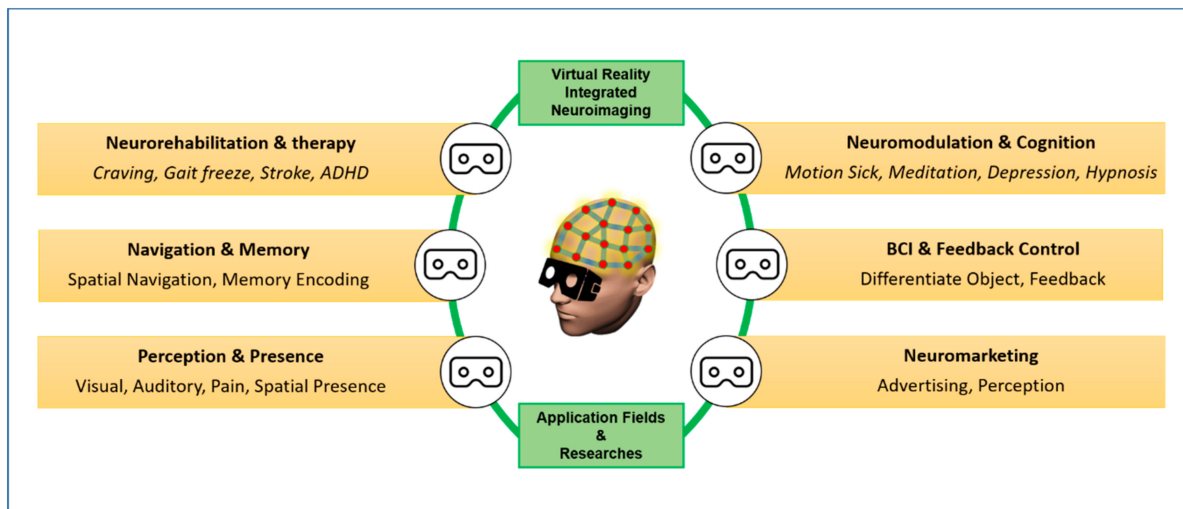 Virtual Reality
Integrated
Neuroimaging
Neurorehabilitation & therapy
Craving, Gait freeze, Stroke, ADHD
Navigation & Memory
Spatial Navigation, Memory Encoding
Perception & Presence
Visual, Auditory, Pain, Spatial Presence
Neuromodulation & Cognition
Motion Sick, Meditation, Depression, Hypnosis
BCI & Feedback Control
Differentiate Object, Feedback
Neuromarketing
Advertising, Perception
Application Fields
&
Researches